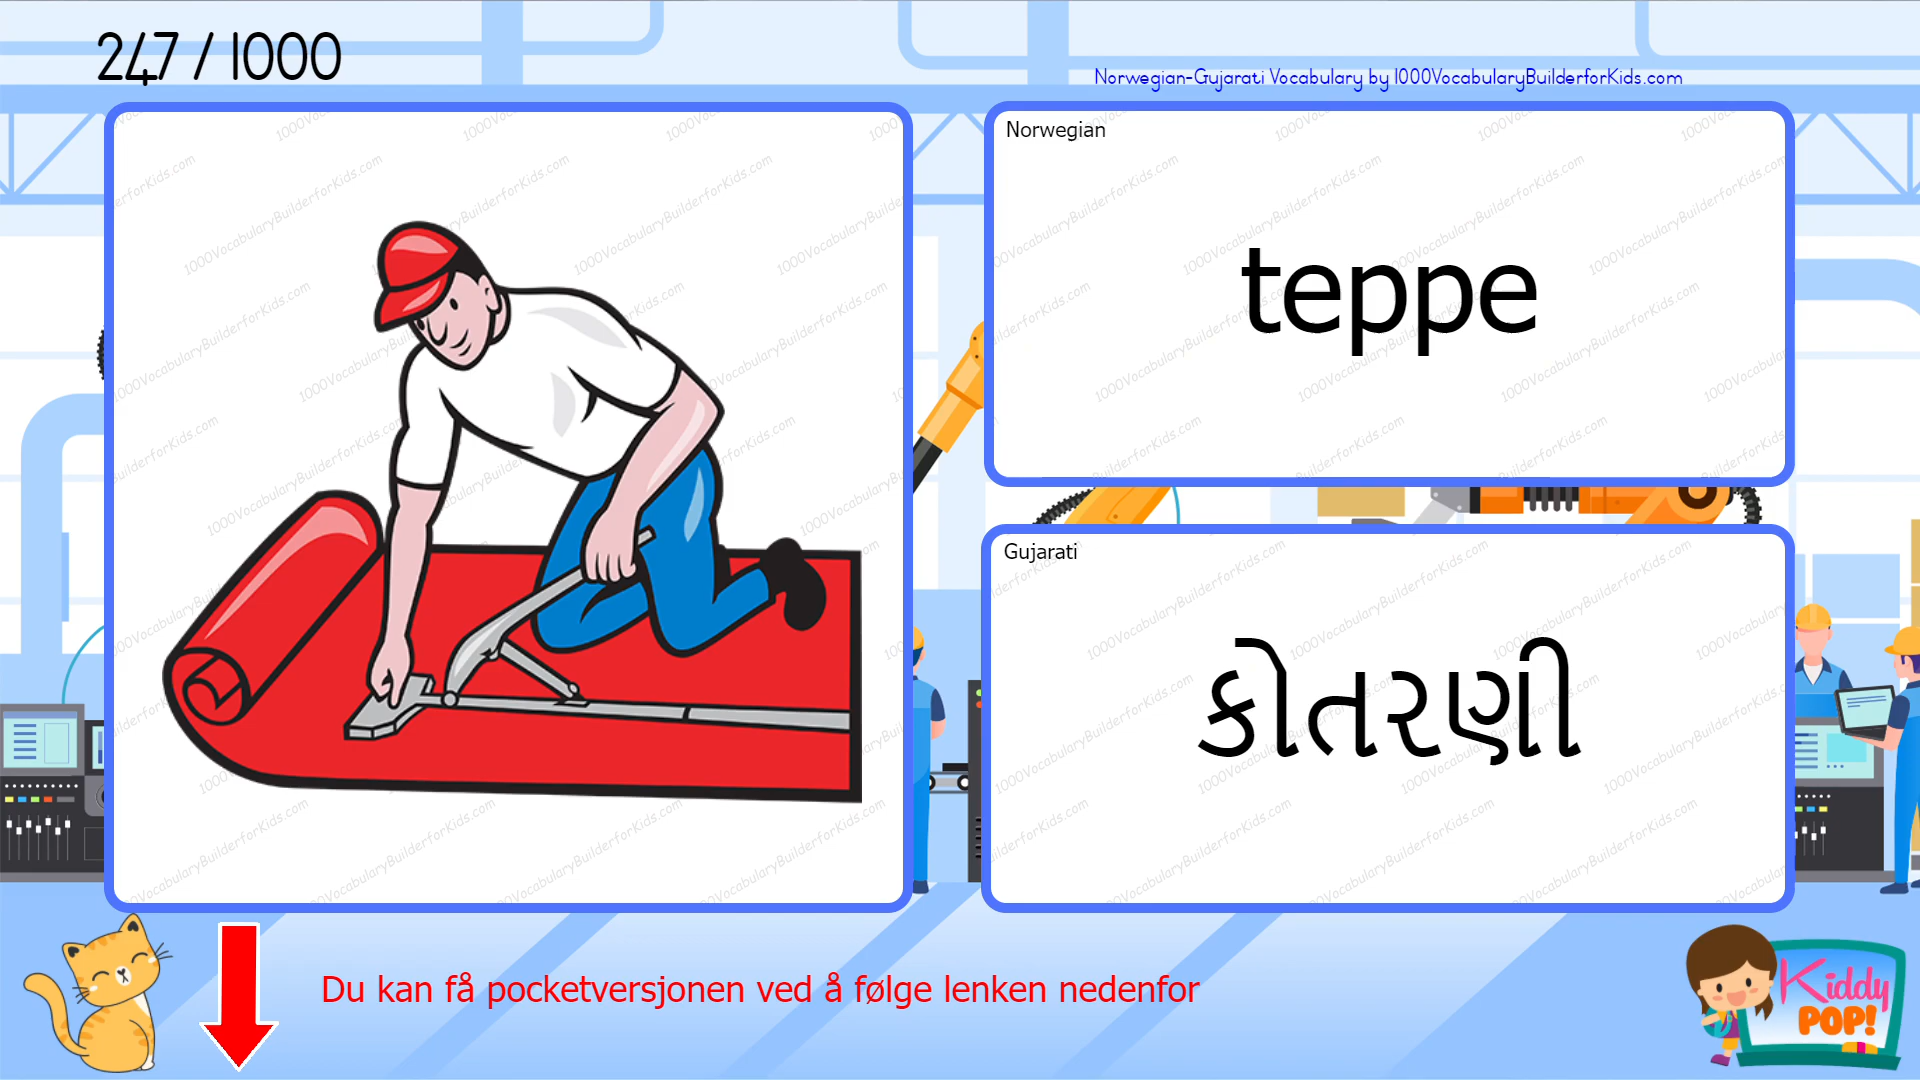 247 / 1000
Norwegian-Gujarati Vocabulary by 1000VocabularyBuilderforKids.com
Norwegian
teppe
Gujarati
કોતરણી
Du kan få pocketversjonen ved å følge lenken nedenfor
Kiddy
POP!